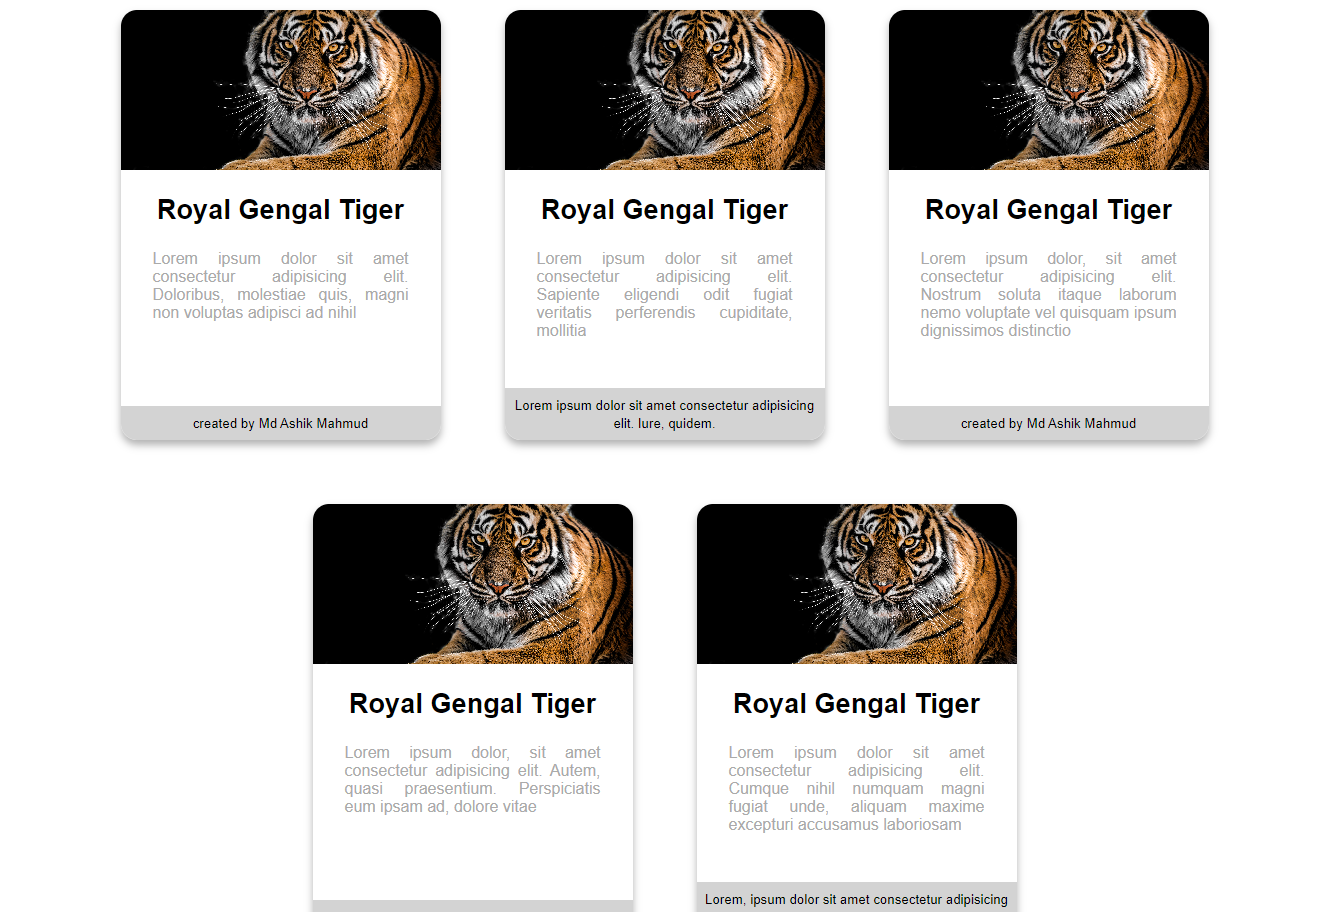 Royal Gengal Tiger
Lorem ipsum dolor sit amet
consectetur adipisicing elit.
Doloribus, molestiae quis, magni
non voluptas adipisci ad nihil
created by Md Ashik Mahmud
Royal Gengal Tiger
Lorem ipsum dolor sit amet
consectetur adipisicing elit.
Sapiente eligendi odit fugiat
veritatis perferendis cupiditate,
mollitia
Lorem ipsum dolor sit amet consectetur adipisicing
elit. Iure, quidem.
Royal Gengal Tiger
Lorem ipsum dolor, sit amet
consectetur adipisicing elit.
Nostrum soluta itaque laborum
nemo voluptate vel quisquam ipsum
dignissimos distinctio
created by Md Ashik Mahmud
Royal Gengal Tiger
Lorem ipsum dolor, sit amet
consectetur adipisicing elit. Autem,
quasi praesentium. Perspiciatis
eum ipsam ad, dolore vitae
Royal Gengal Tiger
Lorem ipsum dolor sit amet
consectetur adipisicing elit.
Cumque nihil numquam magni
fugiat unde, aliquam maxime
excepturi accusamus laboriosam
Lorem, ipsum dolor sit amet consectetur adipisicing